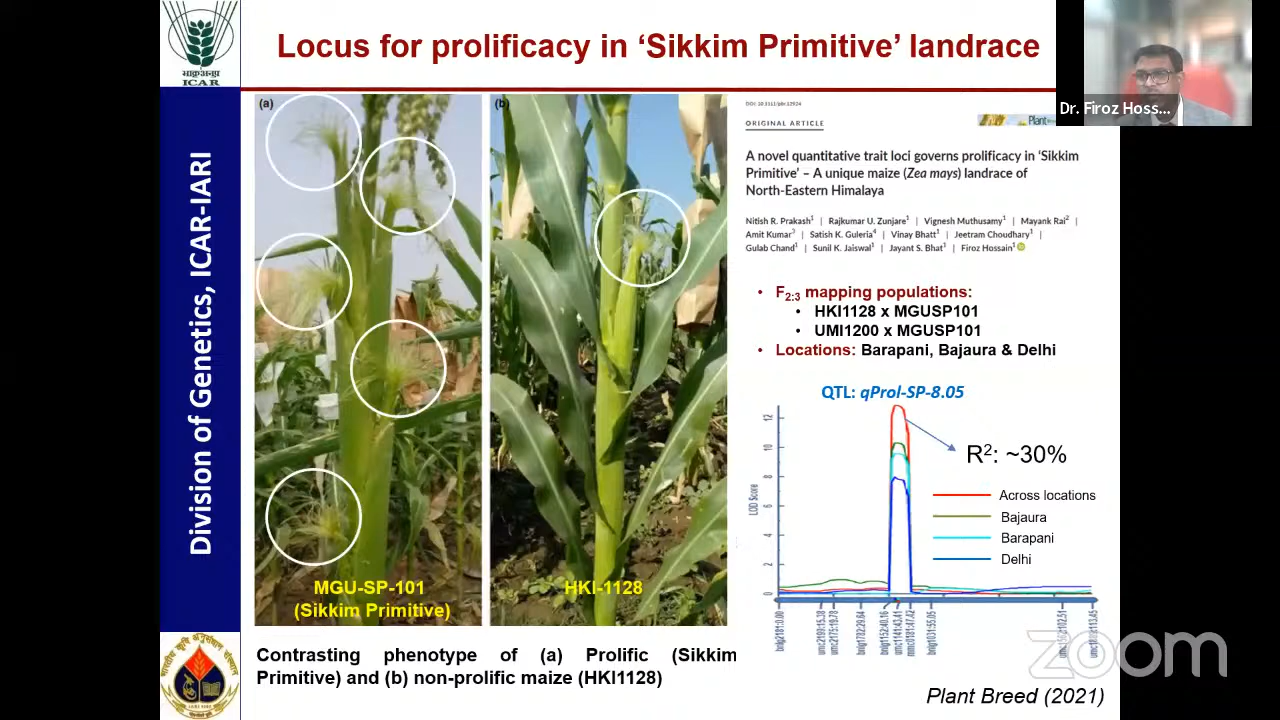 Locus for prolificacy in ‘Sikkim Primitive’ landrace
Dr. Firoz Hoss...
ICAR
Division of Genetics, ICAR-IARI
(a)
(b)
MGU-SP-101
(Sikkim Primitive)
HKI-1128
Contrasting phenotype of (a) Prolific (Sikkim
Primitive) and (b) non-prolific maize (HKI1128)
ORIGINAL ARTICLE
Plant
A novel quantitative trait loci governs prolificacy in ‘Sikkim
Primitive’ – A unique maize (Zea mays) landrace of
North-Eastern Himalaya
Nitish R. Prakash1 | Rajkumar U. Zunjare1 | Vignesh Muthusamy1 | Mayank Rai2 |
Amit Kumar3 | Satish K. Guleria4 | Vinay Bhatt1 | Jeetram Choudhary1 |
Gulab Chand1 | Sunil K. Jaiswal1 | Jayant S. Bhat1 | Firoz Hossain1
• F2:3 mapping populations:
• HKI1128 x MGUSP101
• UMI1200 x MGUSP101
• Locations: Barapani, Bajaura & Delhi
QTL: qProl-SP-8.05
R2: ~30%
LOD Score
12
10
8
6
4
2
0
Across locations
Bajaura
Barapani
Delhi
zoom
Plant Breed (2021)